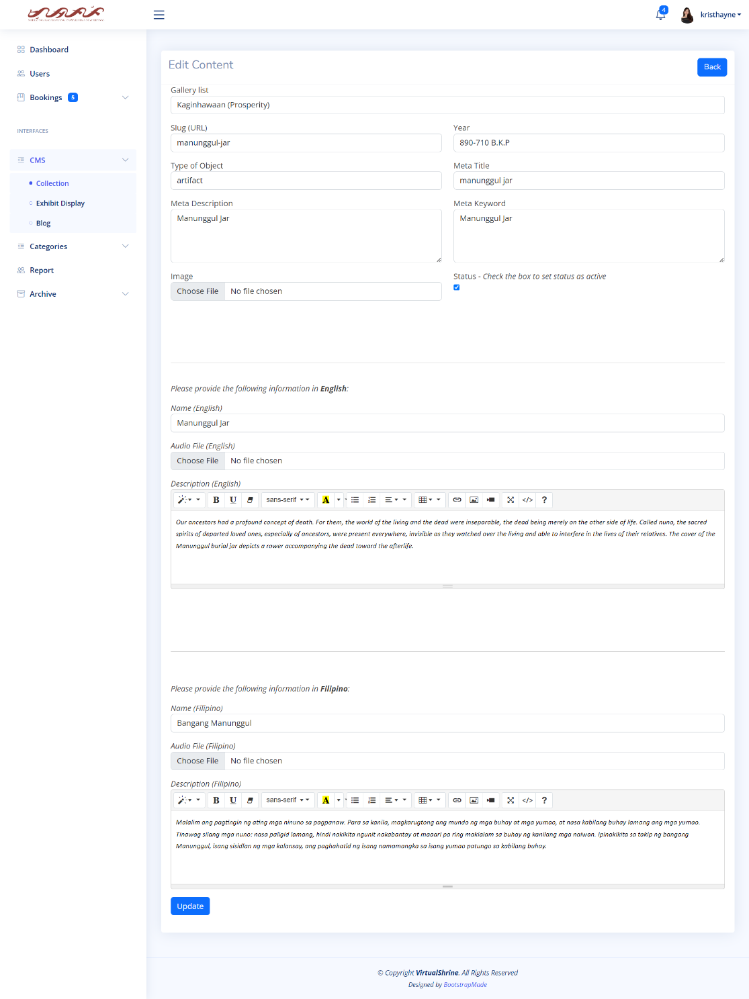 4
kristhayne
Dashboard
Users
Bookings 5
INTERFACES
CMS
Collection
Exhibit Display
Blog
Categories
Report
Archive
Edit Content
Back
Gallery list
Kaginhawaan (Prosperity)
Slug (URL)
Year
manunggul-jar
890-710 B.K.P
Type of Object
Meta Title
artifact
manunggul jar
Meta Description
Meta Keyword
Manunggul Jar
Manunggul Jar
Image
Status - Check the box to set status as active
Choose File No file chosen
Please provide the following information in English:
Name (English)
Manunggul Jar
Audio File (English)
Choose File No file chosen
Description (English)
B U sans-serif A </> ?
Our ancestors had a profound concept of death. For them, the world of the living and the dead were inseparable, the dead being merely on the other side of life. Called nuno, the sacred
spirits of departed loved ones, especially of ancestors, were present everywhere, invisible as they watched over the living and able to interfere in the lives of their relatives. The cover of the
Manunggul burial jar depicts a rower accompanying the dead toward the afterlife.
Please provide the following information in Filipino:
Name (Filipino)
Bangang Manunggul
Audio File (Filipino)
Choose File No file chosen
Description (Filipino)
B U sans-serif A </> ?
Malalim ang pagtingin ng ating mga ninuno sa pagpanaw. Para sa kanila, magkarugtong ang mundo ng mga buhay at mga yumao, at nasa kabilang buhay lamang ang mga yumao.
Tinawag silang mga nuno: nasa paligid lamang, hindi nakikita ngunit nakabantay at maaari pa ring makialam sa buhay ng kanilang mga naiwan. Ipinakikita sa takip ng bangang
Manunggul, isang sisidlan ng mga kalansay, ang paghahatid ng isang namamangka sa isang yumao patungo sa kabilang buhay.
Update
© Copyright VirtualShrine. All Rights Reserved
Designed by BootstrapMade